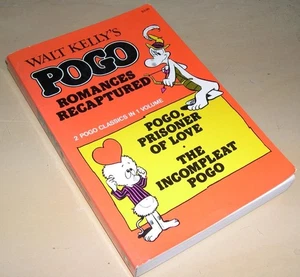 WALT KELLY'S
POGO
ROMANCES
RECAPTURED
2 POGO CLASSICS IN 1 VOLUME
POGO,
PRISONER
OF LOVE
•
THE
INCOMPLEAT
POGO